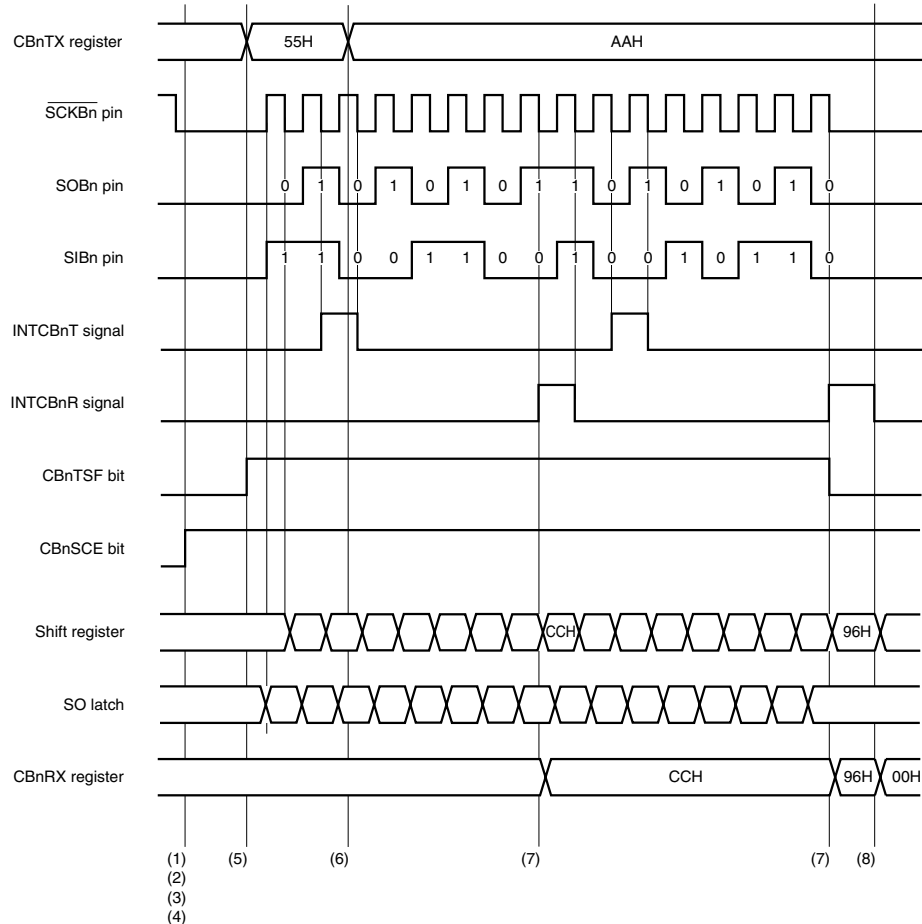 CBnTX register 55H AAH
SCKBn pin
SOBn pin 0 1 0 1 0 1 0 1 1 0 1 0 1 0 1 0
SIBn pin 1 1 0 0 1 1 0 0 1 0 0 1 0 1 1 0
INTCBnT signal
INTCBnR signal
CBnTSF bit
CBnSCE bit
Shift register CCH 96H
SO latch
CBnRX register CCH 96H 00H
(1) (5) (6) (7) (7) (8)
(2)
(3)
(4)